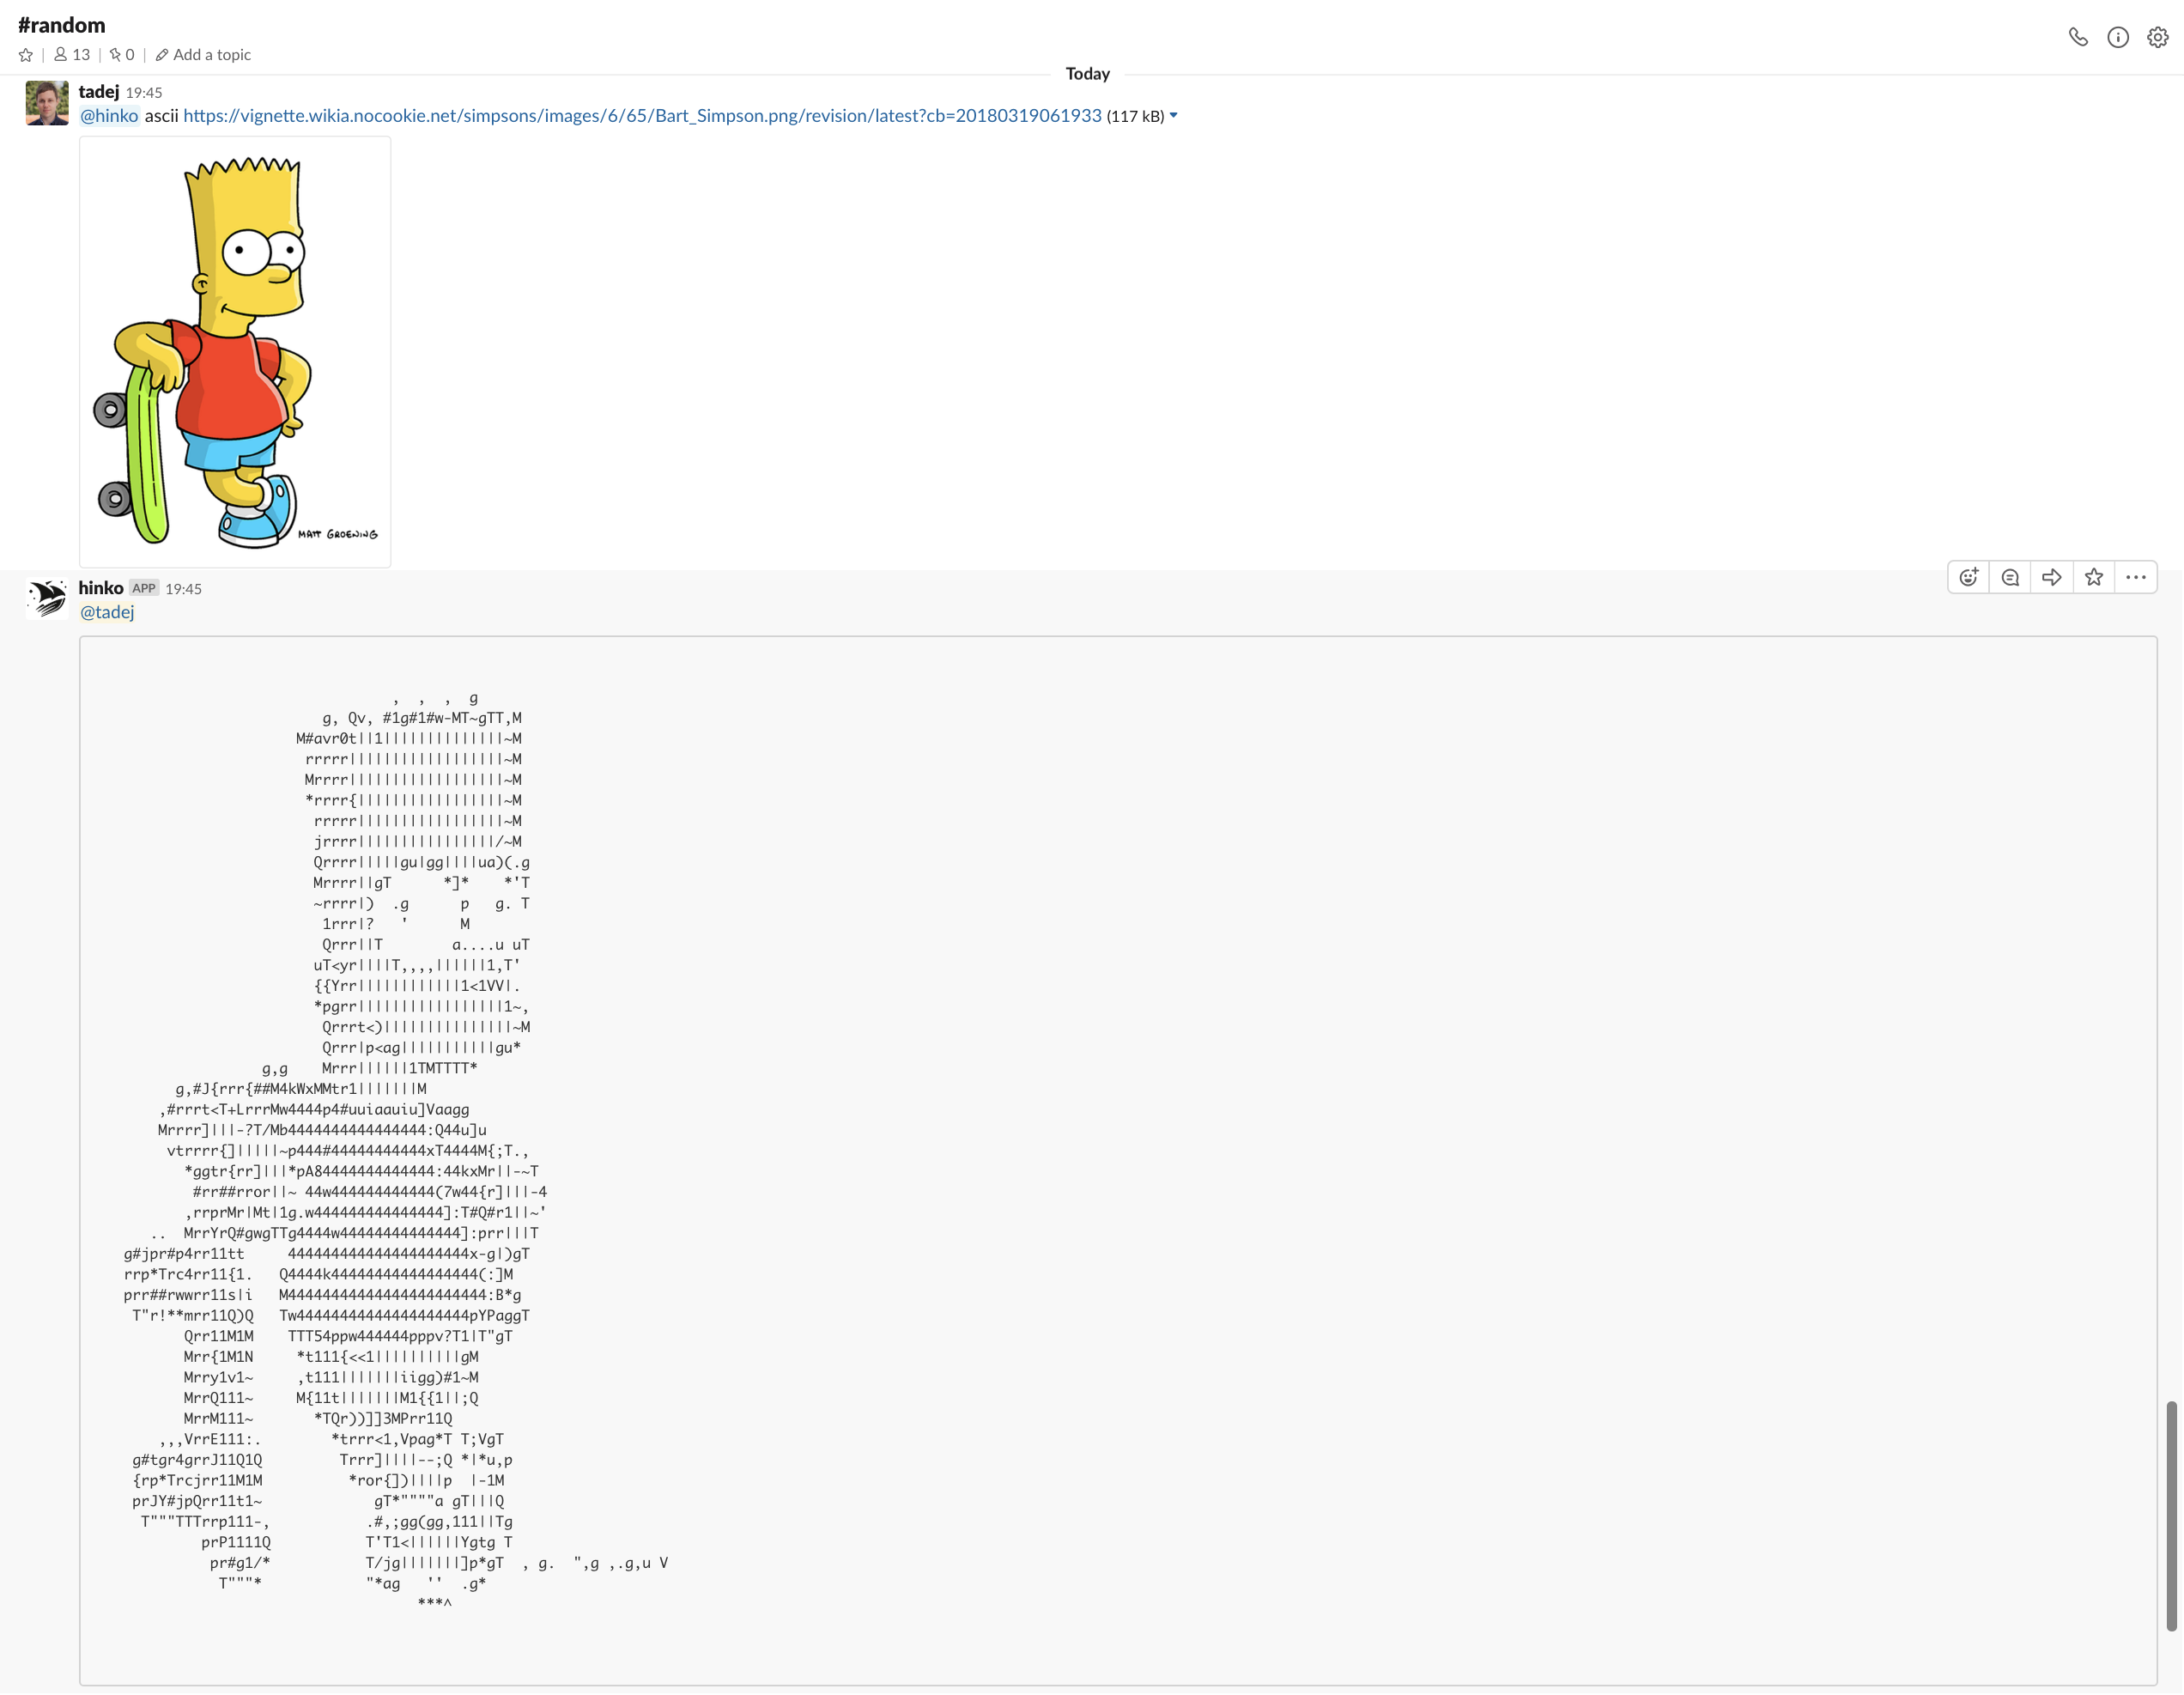 #random
13 0 Add a topic
Today
tadej 19:45
@hinko ascii https://vignette.wikia.nocookie.net/simpsons/images/6/65/Bart_Simpson.png/revision/latest?cb=20180319061933 (117 kB)
MATT GROENING
hinko APP 19:45
@tadej
, , , g
g, Qv, #1g#1#w-MT~gTT,M
M#avr0t||1||||||||||||||~M
rrrrr||||||||||||||||||~M
Mrrrr||||||||||||||||||~M
*rrrr{|||||||||||||||||~M
rrrrr|||||||||||||||||~M
jrrrr||||||||||||||||/~M
Qrrrr|||||gu|gg||||ua)(.g
Mrrrr||gT      *]*    *'T
~rrrr|)  .g      p   g. T
1rrr|?   '      M
Qrrr||T        a....u uT
uT<yr||||T,,,,||||||1,T'
{{Yrr||||||||||||1<1VV|.
*pgrr|||||||||||||||||1~,
Qrrrt<)|||||||||||||||~M
Qrrr|p<ag|||||||||||gu*
g,g    Mrrr||||||1TMTTTT*
g,#J{rrr{##M4kWxMMtr1|||||||M
,#rrrt<T+LrrrMw4444p4#uuiaauiu]Vaagg
Mrrrr]|||-?T/Mb4444444444444444:Q44u]u
vtrrrr{]|||||~p444#44444444444xT4444M{;T.,
*ggtr{rr]|||*pA84444444444444:44kxMr||-~T
#rr##rror||~ 44w444444444444(7w44{r]|||-4
,rrprMr|Mt|1g.w444444444444444]:T#Q#r1||~'
..  MrrYrQ#gwgTTg4444w44444444444444]:prr|||T
g#jpr#p4rr11tt     444444444444444444444x-g|)gT
rrp*Trc4rr11{1.   Q4444k44444444444444444(:]M
prr##rwwrr11s|i   M44444444444444444444444:B*g
T"r!**mrr11Q)Q   Tw44444444444444444444pYPaggT
Qrr11M1M    TTT54ppw444444pppv?T1|T"gT
Mrr{1M1N     *t111{<<1||||||||||gM
Mrry1v1~     ,t111|||||||iigg)#1~M
MrrQ111~     M{11t|||||||M1{{1||;Q
MrrM111~       *TQr))]]3MPrr11Q
,,,VrrE111:.        *trrr<1,Vpag*T T;VgT
g#tgr4grrJ11Q1Q         Trrr]||||--;Q *|*u,p
{rp*Trcjrr11M1M          *ror{])||||p  |-1M
prJY#jpQrr11t1~             gT*""""a gT|||Q
T"""TTTrrp111-,           .#,;gg(gg,111||Tg
prP1111Q           T'T1<||||||Ygtg T
pr#g1/*           T/jg|||||||]p*gT  , g.  ",g ,.g,u V
T"""*            "*ag   ''  .g*
***^